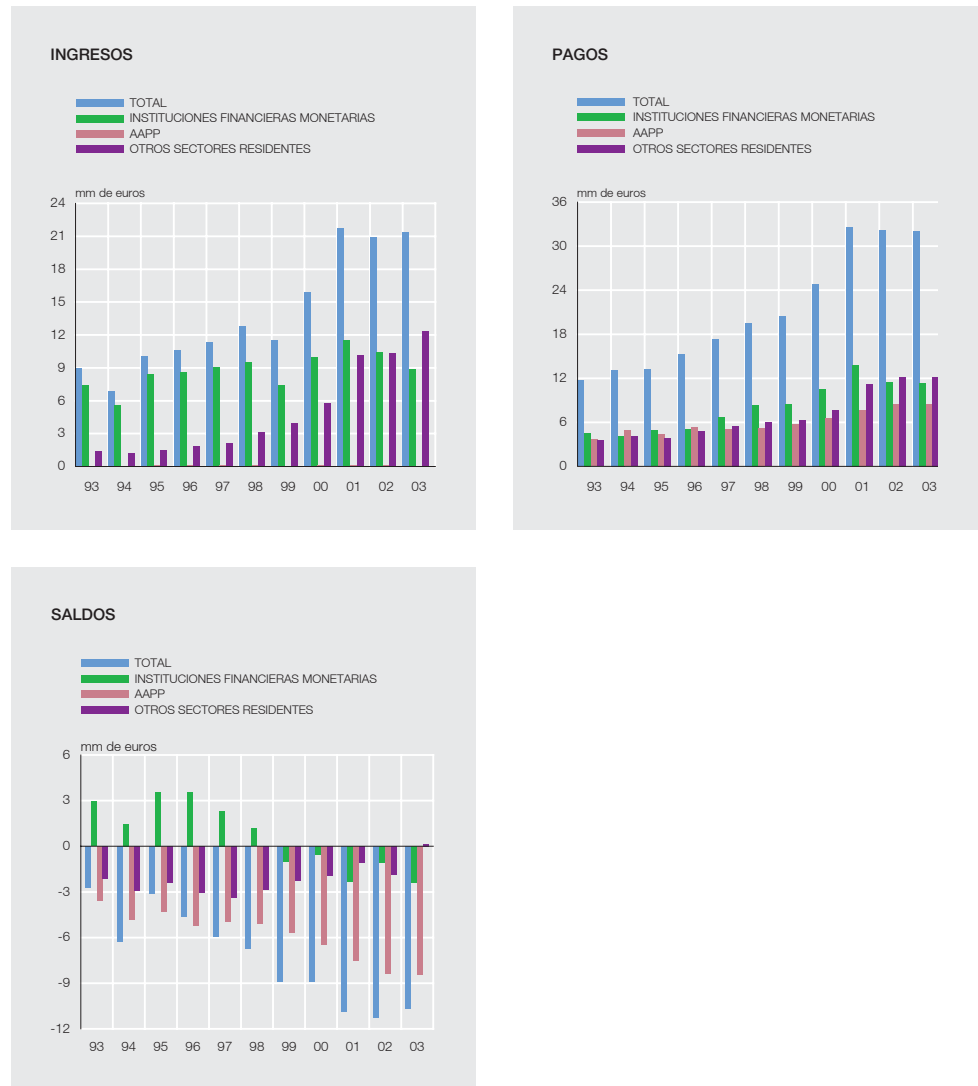 INGRESOS
TOTAL
INSTITUCIONES FINANCIERAS MONETARIAS
AAPP
OTROS SECTORES RESIDENTES
mm de euros
24
21
18
15
12
9
6
3
0
93 94 95 96 97 98 99 00 01 02 03
PAGOS
TOTAL
INSTITUCIONES FINANCIERAS MONETARIAS
AAPP
OTROS SECTORES RESIDENTES
mm de euros
36
30
24
18
12
6
0
93 94 95 96 97 98 99 00 01 02 03
SALDOS
TOTAL
INSTITUCIONES FINANCIERAS MONETARIAS
AAPP
OTROS SECTORES RESIDENTES
mm de euros
6
3
0
-3
-6
-9
-12
93 94 95 96 97 98 99 00 01 02 03